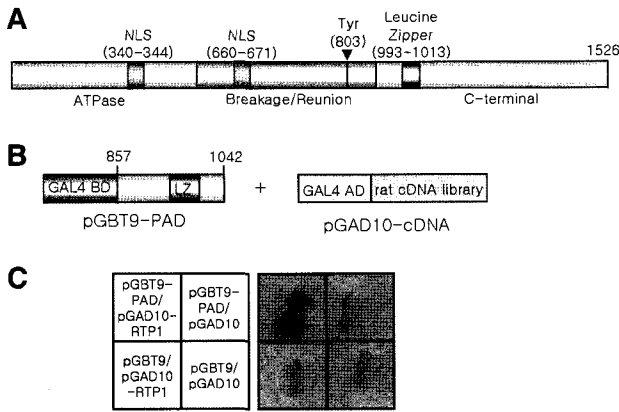 A
NLS
(340-344)
NLS
(660-671)
Tyr
(803)
Leucine
Zipper
(993-1013)
1526
ATPase
Breakage/Reunion
C-terminal
B
857
1042
GAL4 BD
LZ
+
GAL4 AD
rat cDNA library
pGBT9-PAD
pGAD10-cDNA
C
pGBT9-
PAD/
pGAD10-
RTP1
pGBT9-
PAD/
pGAD10
pGBT9/
pGAD10
-RTP1
pGBT9/
pGAD10